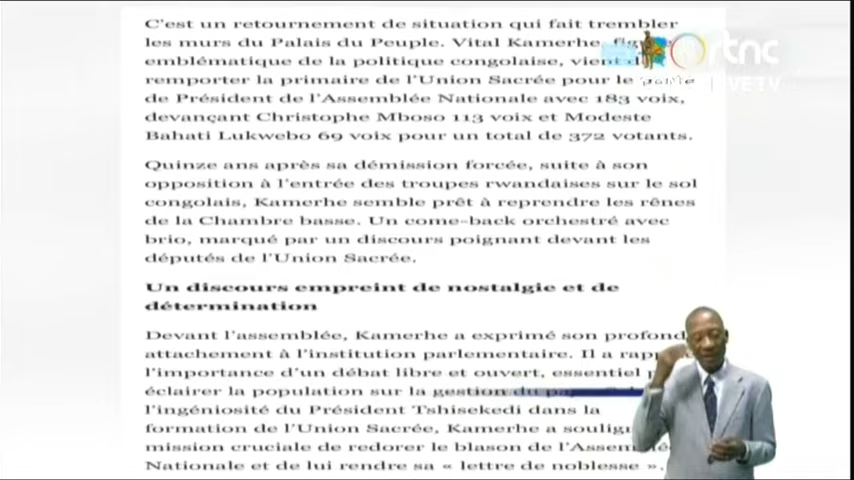 C'est un retournement de situation qui fait trembler
les murs du Palais du Peuple. Vital Kamerhe,
emblématique de la politique congolaise, vient
remporter la primaire de l'Union Sacrée pour le
de Président de l'Assemblée Nationale avec 183 voix,
devançant Christophe Mboso 113 voix et Modeste
Bahati Lukwebo 69 voix pour un total de 372 votants.
Quinze ans après sa démission forcée, suite à son
opposition à l'entrée des troupes rwandaises sur le sol
congolais, Kamerhe semble prêt à reprendre les rênes
de la Chambre basse. Un come-back orchestré avec
brio, marqué par un discours poignant devant les
députés de l'Union Sacrée.
Un discours empreint de nostalgie et de
détermination
Devant l'assemblée, Kamerhe a exprimé son profond
attachement à l'institution parlementaire. Il a
l'importance d'un débat libre et ouvert, essentiel
éclairer la population sur la gestion du
l'ingéniosité du Président Tshisekedi dans la
formation de l'Union Sacrée, Kamerhe a
mission cruciale de redorer le blason de
Nationale et de lui rendre sa « lettre de noblesse ».
rtnc